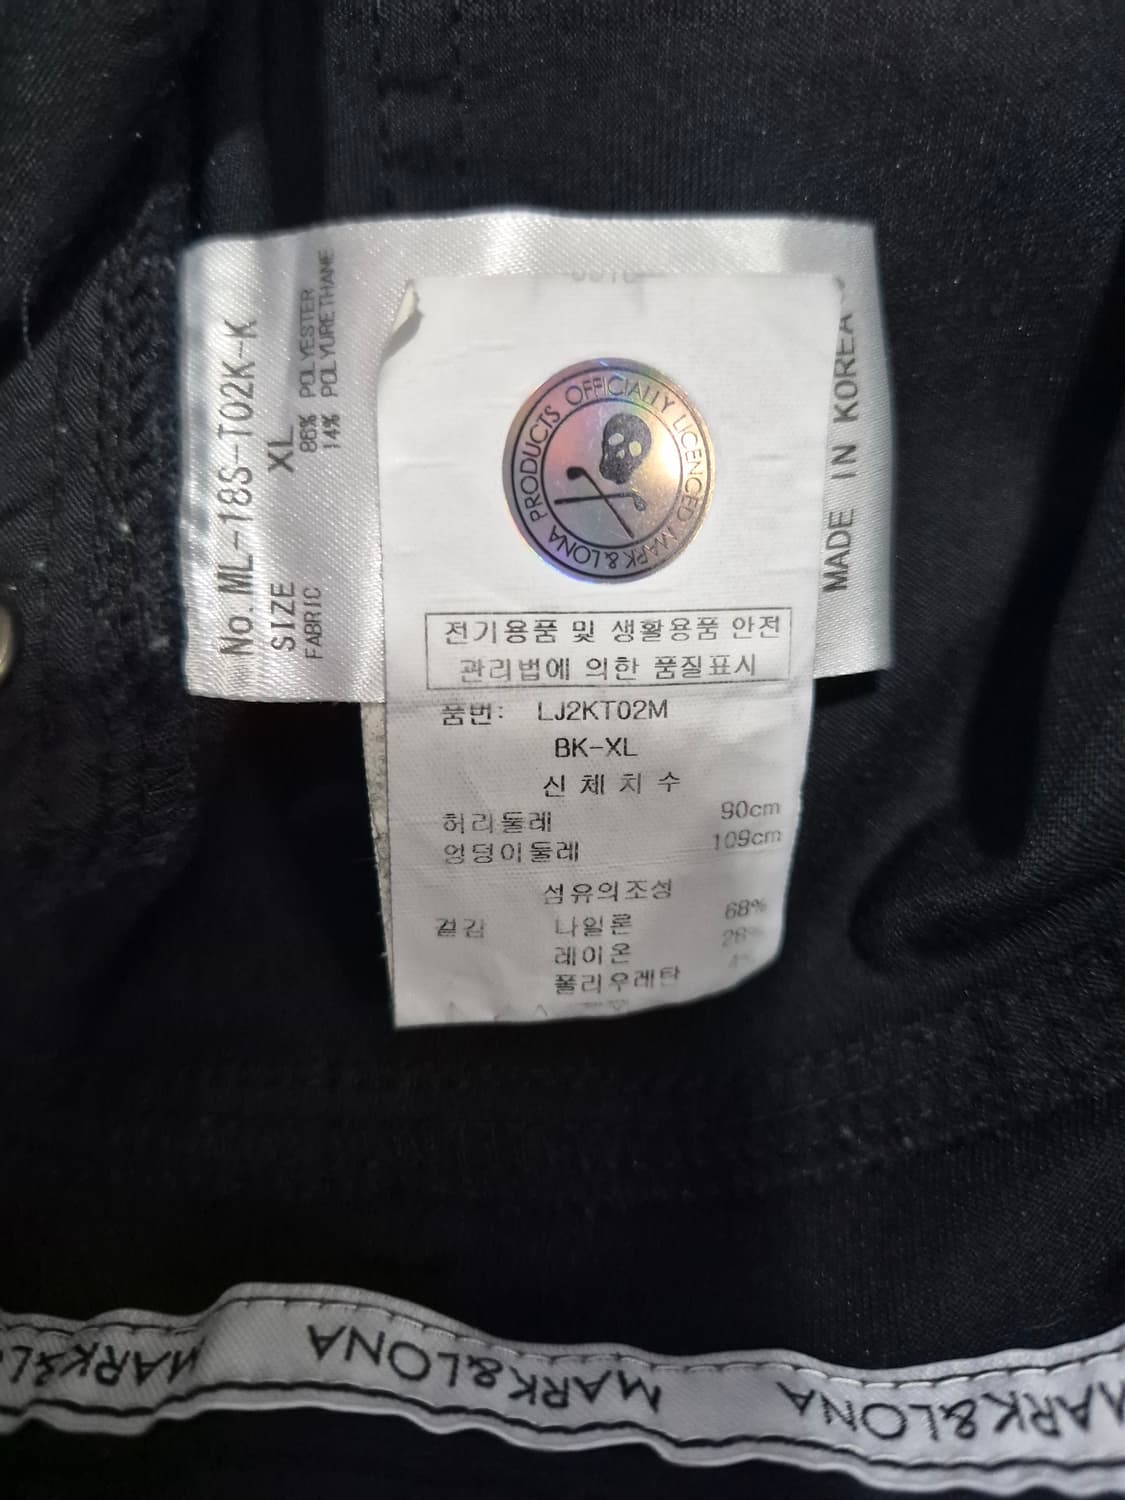 No. ML-18S-T02K-K
SIZE XL
FABRIC 86% POLYESTER
14% POLYURETHANE
MADE IN KOREA
PRODUCTS OFFICIALLY LICENCED MARK&LONA
전기용품 및 생활용품 안전
관리법에 의한 품질표시
품번: LJ2KT02M
BK-XL
신체치수
허리둘레 90cm
엉덩이둘레 109cm
섬유의조성
겉감 나일론 68%
레이온 28%
폴리우레탄 4%
MARK&LONA MARK&LONA MARK&LONA